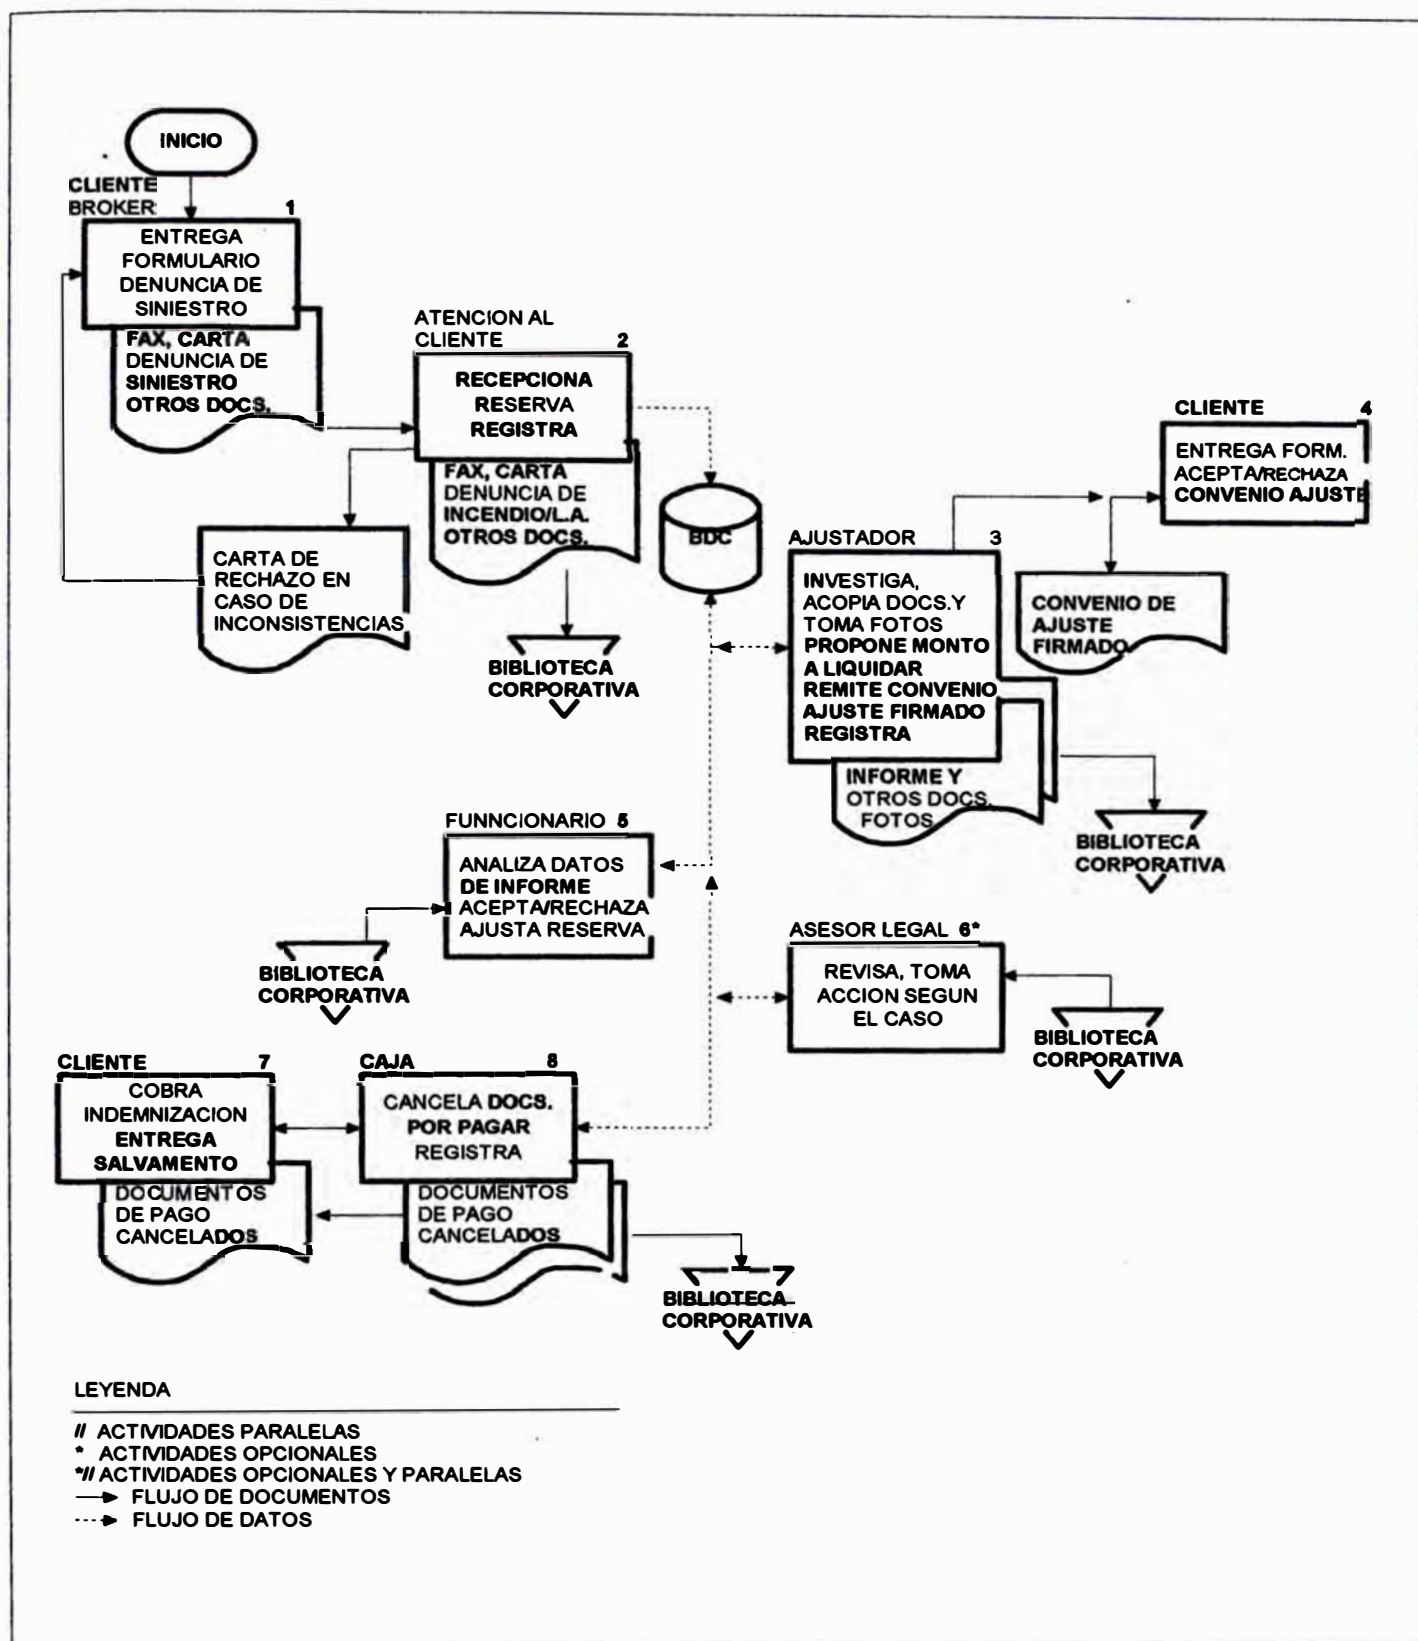 INICIO
CLIENTE
BROKER
1
ENTREGA
FORMULARIO
DENUNCIA DE
SINIESTRO
FAX, CARTA
DENUNCIA DE
SINIESTRO
OTROS DOCS.
ATENCION AL
CLIENTE
2
RECEPCIONA
RESERVA
REGISTRA
FAX, CARTA
DENUNCIA DE
INCENDIO/L.A.
OTROS DOCS.
CARTA DE
RECHAZO EN
CASO DE
INCONSISTENCIAS
BIBLIOTECA
CORPORATIVA
BDC
AJUSTADOR
3
INVESTIGA,
ACOPIA DOCS.Y
TOMA FOTOS
PROPONE MONTO
A LIQUIDAR
REMITE CONVENIO
AJUSTE FIRMADO
REGISTRA
INFORME Y
OTROS DOCS.
FOTOS
BIBLIOTECA
CORPORATIVA
CLIENTE
4
ENTREGA FORM.
ACEPTA/RECHAZA
CONVENIO AJUSTE
CONVENIO DE
AJUSTE
FIRMADO
FUNNCIONARIO 5
ANALIZA DATOS
DE INFORME
ACEPTA/RECHAZA
AJUSTA RESERVA
BIBLIOTECA
CORPORATIVA
ASESOR LEGAL 6*
REVISA, TOMA
ACCION SEGUN
EL CASO
BIBLIOTECA
CORPORATIVA
CLIENTE
7
COBRA
INDEMNIZACION
ENTREGA
SALVAMENTO
DOCUMENTOS
DE PAGO
CANCELADOS
CAJA
8
CANCELA DOCS.
POR PAGAR
REGISTRA
DOCUMENTOS
DE PAGO
CANCELADOS
BIBLIOTECA
CORPORATIVA
LEYENDA
// ACTIVIDADES PARALELAS
* ACTIVIDADES OPCIONALES
*// ACTIVIDADES OPCIONALES Y PARALELAS
FLUJO DE DOCUMENTOS
FLUJO DE DATOS